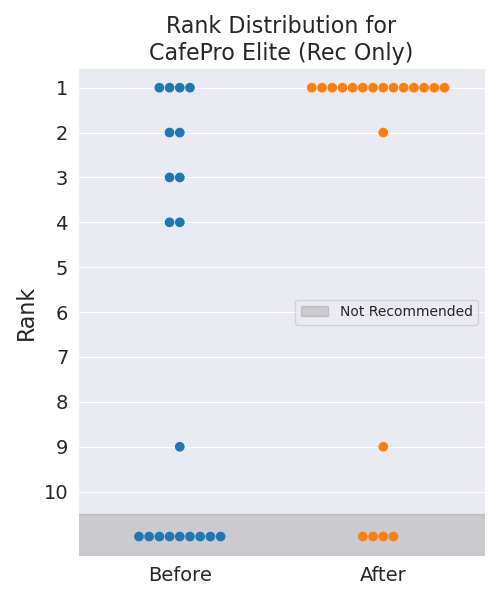 Rank Distribution for
CafePro Elite (Rec Only)
Rank
1
2
3
4
5
6
7
8
9
10
Not Recommended
Before
After